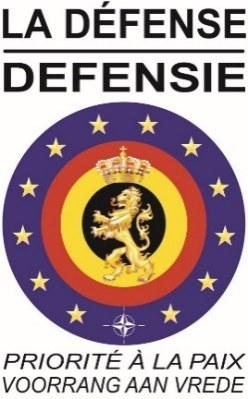 LA DÉFENSE
DEFENSIE
PRIORITÉ À LA PAIX
VOORRANG AAN VREDE